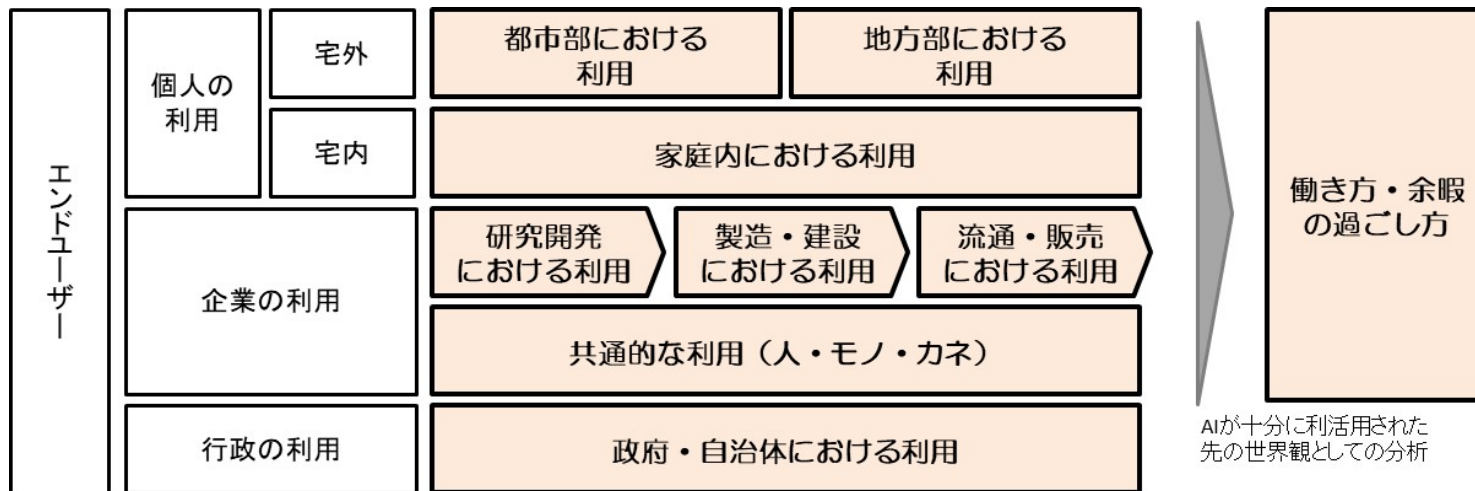 エンドユーザー
個人の
利用
宅外
都市部における
利用
地方部における
利用
宅内
家庭内における利用
企業の利用
研究開発
における利用
製造・建設
における利用
流通・販売
における利用
共通的な利用（人・モノ・カネ）
行政の利用
政府・自治体における利用
働き方・余暇
の過ごし方
AIが十分に利活用された
先の世界観としての分析